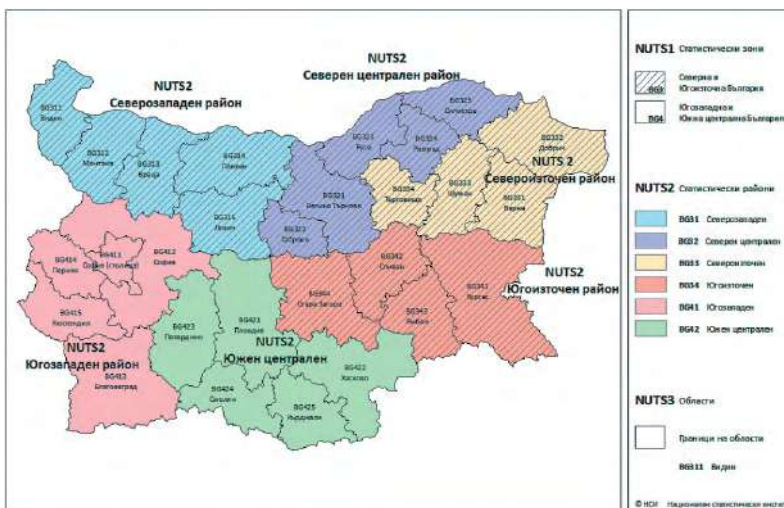 NUTS2
Северозападен район
NUTS2
Северен централен район
NUTS 2
Североизточен район
NUTS2
Югоизточен район
NUTS2
Югозападен район
NUTS2
Южен централен
BG311
Видин
BG312
Монтана
BG313
Враца
BG314
Плевен
BG315
Ловеч
BG321
Велико Търново
BG322
Габрово
BG323
Русе
BG324
Разград
BG325
Силистра
BG331
Варна
BG332
Добрич
BG333
Шумен
BG334
Търговище
BG341
Бургас
BG342
Сливен
BG343
Ямбол
BG344
Стара Загора
BG411
София (столица)
BG412
София
BG413
Благоевград
BG414
Перник
BG415
Кюстендил
BG421
Пловдив
BG422
Хасково
BG423
Пазарджик
BG424
Смолян
BG425
Кърджали
NUTS1 Статистически зони
BG3 Северна и
Югоизточна България
BG4 Югозападна и
Южна централна България
NUTS2 Статистически райони
BG31 Северозападен
BG32 Северен централен
BG33 Североизточен
BG34 Югоизточен
BG41 Югозападен
BG42 Южен централен
NUTS3 Области
Граници на области
BG311 Видин
© НСИ Национален статистически инстит